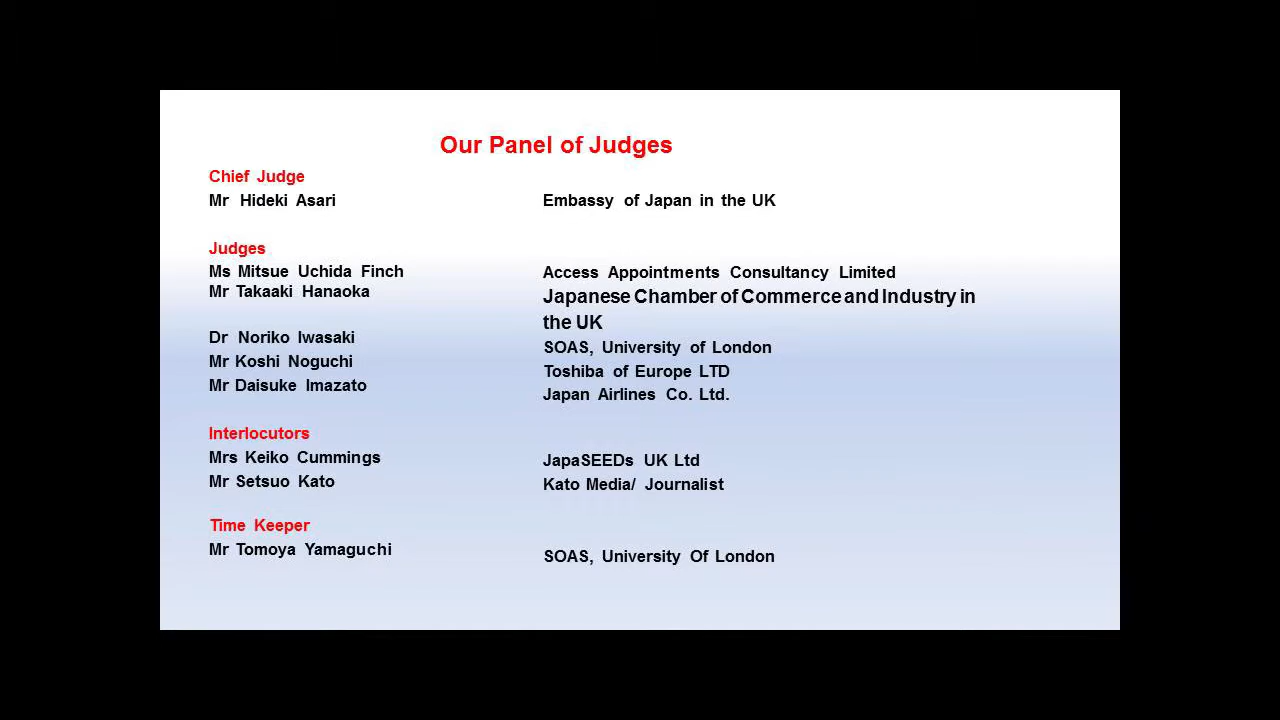 Our Panel of Judges
Chief Judge
Mr Hideki Asari Embassy of Japan in the UK
Judges
Ms Mitsue Uchida Finch Access Appointments Consultancy Limited
Mr Takaaki Hanaoka Japanese Chamber of Commerce and Industry in
the UK
Dr Noriko Iwasaki SOAS, University of London
Mr Koshi Noguchi Toshiba of Europe LTD
Mr Daisuke Imazato Japan Airlines Co. Ltd.
Interlocutors
Mrs Keiko Cummings JapaSEEDs UK Ltd
Mr Setsuo Kato Kato Media/ Journalist
Time Keeper
Mr Tomoya Yamaguchi SOAS, University Of London